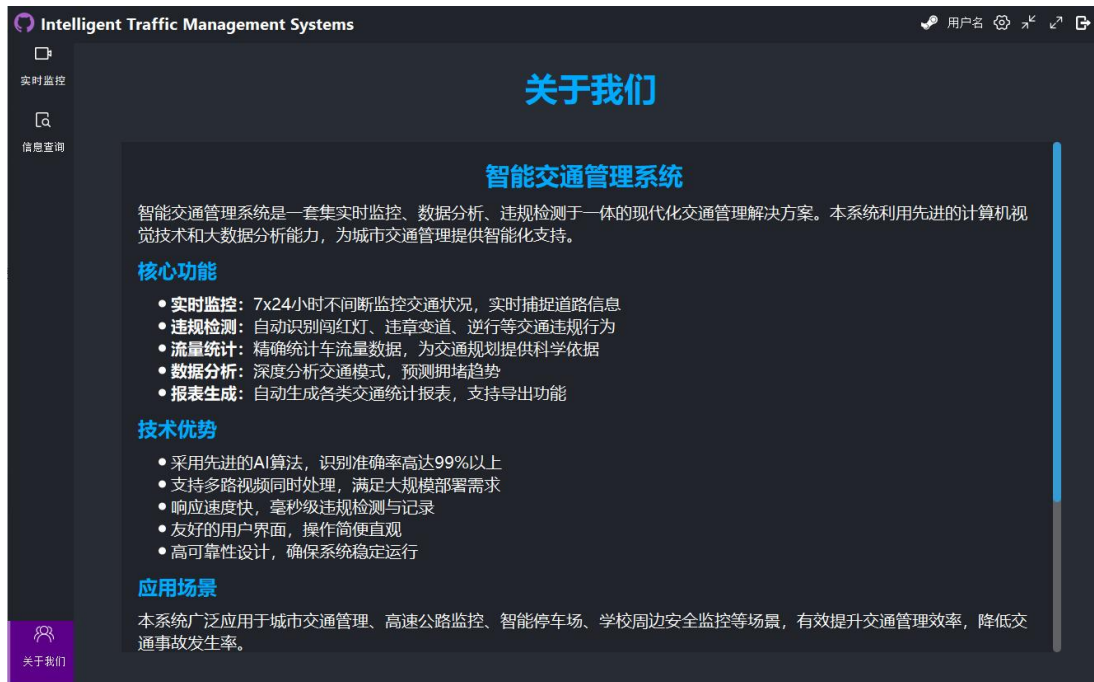 Intelligent Traffic Management Systems
用户名
实时监控
信息查询
关于我们
智能交通管理系统
智能交通管理系统是一套集实时监控、数据分析、违规检测于一体的现代化交通管理解决方案。本系统利用先进的计算机视
觉技术和大数据分析能力，为城市交通管理提供智能化支持。
核心功能
• 实时监控：7x24小时不间断监控交通状况，实时捕捉道路信息
• 违规检测：自动识别闯红灯、违章变道、逆行等交通违规行为
• 流量统计：精确统计车流量数据，为交通规划提供科学依据
• 数据分析：深度分析交通模式，预测拥堵趋势
• 报表生成：自动生成各类交通统计报表，支持导出功能
技术优势
• 采用先进的AI算法，识别准确率高达99%以上
• 支持多路视频同时处理，满足大规模部署需求
• 响应速度快，毫秒级违规检测与记录
• 友好的用户界面，操作简便直观
• 高可靠性设计，确保系统稳定运行
应用场景
本系统广泛应用于城市交通管理、高速公路监控、智能停车场、学校周边安全监控等场景，有效提升交通管理效率，降低交
通事故发生率。
关于我们